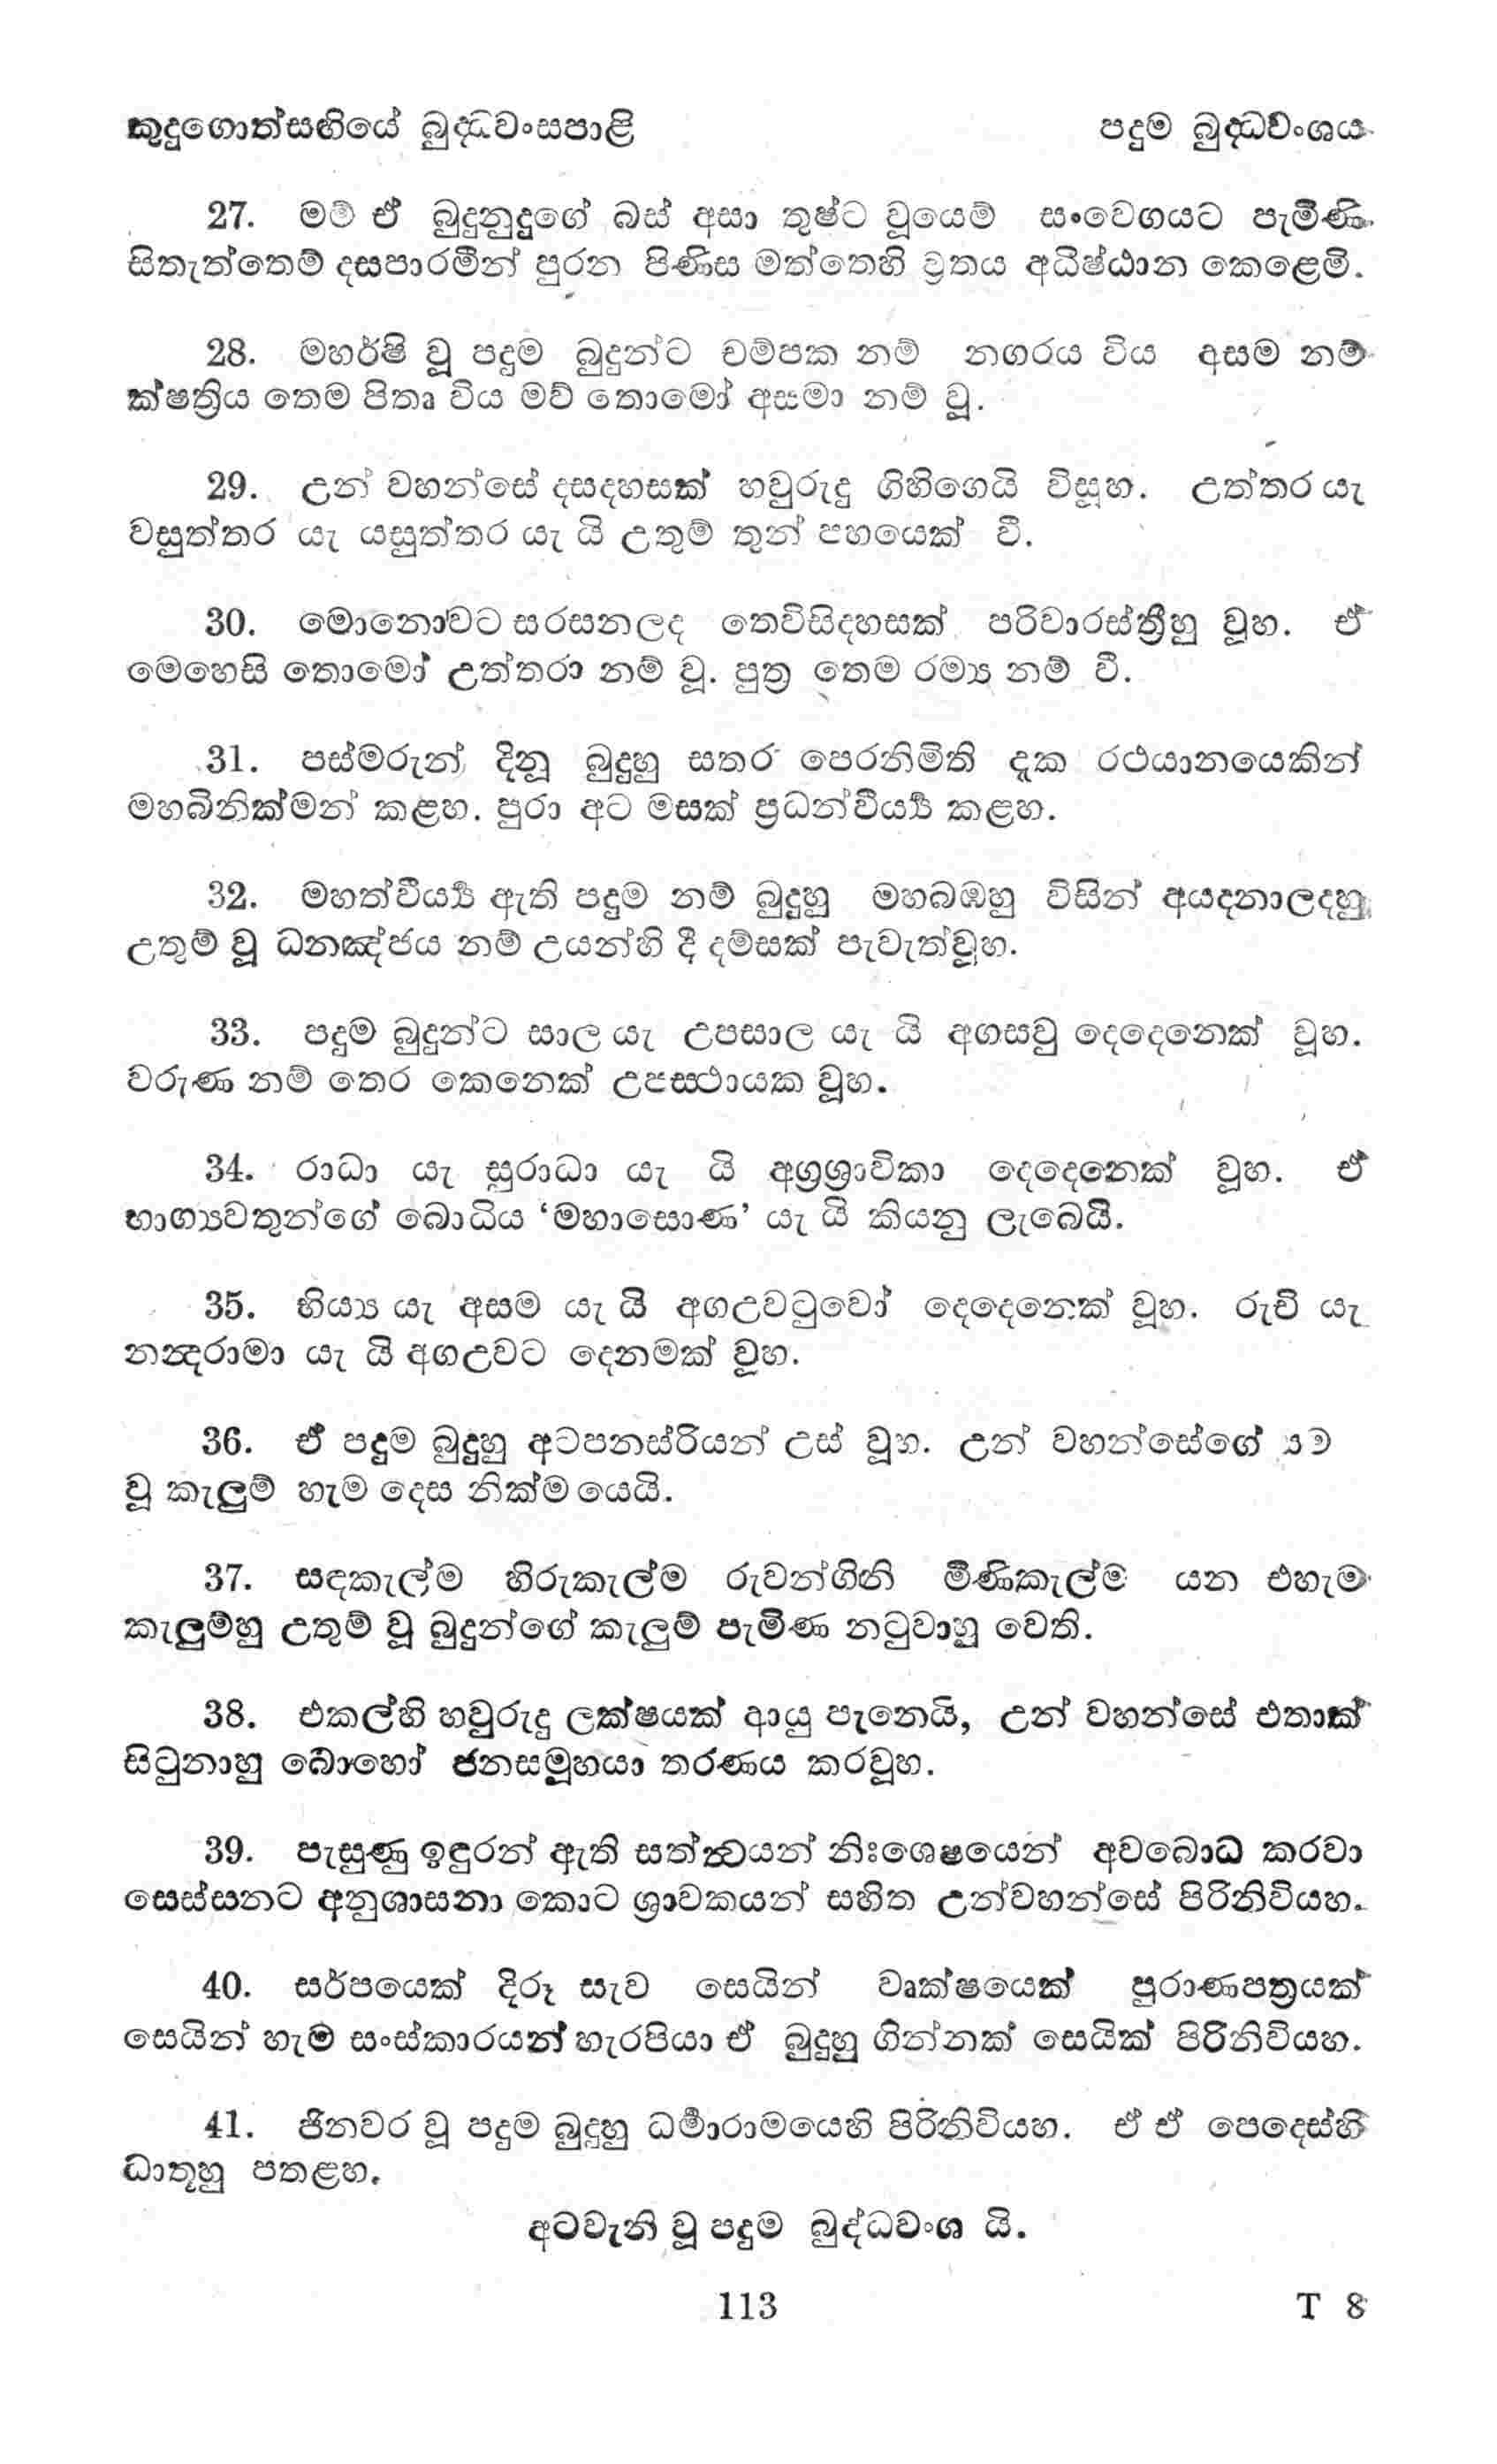 කුදුගොත්සඟියේ බුද්‍ධවංසපාළි පදුම බුද්‍ධවංශය
27. මම් ඒ බුදුනුදුගේ බස් අසා තුෂ්ට වූයෙම් සංවෙගයට පැමිණි
සිතැත්තෙම් දසපාරමීන් පුරන පිණිස මත්තෙහි ව්‍රතය අධිෂ්ඨාන කෙළෙමි.
28. මහර්ෂි වූ පදුම බුදුන්ට චම්පක නම් නගරය විය අසම නම්
ක්ෂත්‍රිය තෙම පිතෘ විය මව් තොමෝ අසමා නම් වූ.
29. උන් වහන්සේ දසදහසක් හවුරුදු ගිහිගෙයි විසූහ. උත්තර යැ
වසුත්තර යැ යසුත්තර යැ යි උතුම් තුන් පහයෙක් වී.
30. මොනොවට සරසනලද තෙවිසිදහසක් පරිවාරස්ත්‍රීහු වූහ. ඒ
මෙහෙසි තොමෝ උත්තරා නම් වූ. පුත්‍ර තෙම රම්‍ය නම් වී.
31. පස්මරුන් දිනූ බුදුහු සතර පෙරනිමිති දැක රථයානයෙකින්
මහබිනික්මන් කළහ. පුරා අට මසක් ප්‍රධන්වීර්‍ය්‍ය කළහ.
32. මහත්වීර්‍ය්‍ය ඇති පදුම නම් බුදුහු මහබඹහු විසින් අයදනාලදහු
උතුම් වූ ධනඤ්ජය නම් උයන්හි දී දම්සක් පැවැත්වූහ.
33. පදුම බුදුන්ට සාල යැ උපසාල යැ යි අගසවු දෙදෙනෙක් වූහ.
වරුණ නම් තෙර කෙනෙක් උපස්ථායක වූහ.
34. රාධා යැ සුරාධා යැ යි අග්‍රශ්‍රාවිකා දෙදෙනෙක් වූහ. ඒ
භාග්‍යවතුන්ගේ බොධිය ‘මහාසොණ’ යැ යි කියනු ලැබෙයි.
35. භිය්‍ය යැ අසම යැ යි අගඋවටුවෝ දෙදෙනෙක් වූහ. රුචි යැ
නන්‍දරාමා යැ යි අගඋවට දෙනමක් වූහ.
36. ඒ පදුම බුදුහු අටපනස්රියන් උස් වූහ. උන් වහන්සේගේ
වූ කැලුම් හැම දෙස නික්ම යෙයි.
37. සඳකැල්ම හිරුකැල්ම රුවන්ගිනි මිණිකැල්ම යන එහැම
කැලුම්හු උතුම් වූ බුදුන්ගේ කැලුම් පැමිණ නටුවාහු වෙති.
38. එකල්හි හවුරුදු ලක්ෂයක් ආයු පැනෙයි, උන් වහන්සේ එතාක්
සිටුනාහු බොහෝ ජනසමූහයා තරණය කරවූහ.
39. පැසුණු ඉඳුරන් ඇති සත්ත්‍වයන් නිඃශෙෂයෙන් අවබොධ කරවා
සෙස්සනට අනුශාසනා කොට ශ්‍රාවකයන් සහිත උන්වහන්සේ පිරිනිවියහ.
40. සර්පයෙක් දිරූ සැව සෙයින් වෘක්ෂයෙක් පුරාණපත්‍රයක්
සෙයින් හැම සංස්කාරයන් හැරපියා ඒ බුදුහු ගින්නක් සෙයික් පිරිනිවියහ.
41. ජිනවර වූ පදුම බුදුහු ධර්‍මාරාමයෙහි පිරිනිවියහ. ඒ ඒ පෙදෙස්හි
ධාතූහු පතළහ.
අටවැනි වූ පදුම බුද්ධවංශ යි.
113 T 8